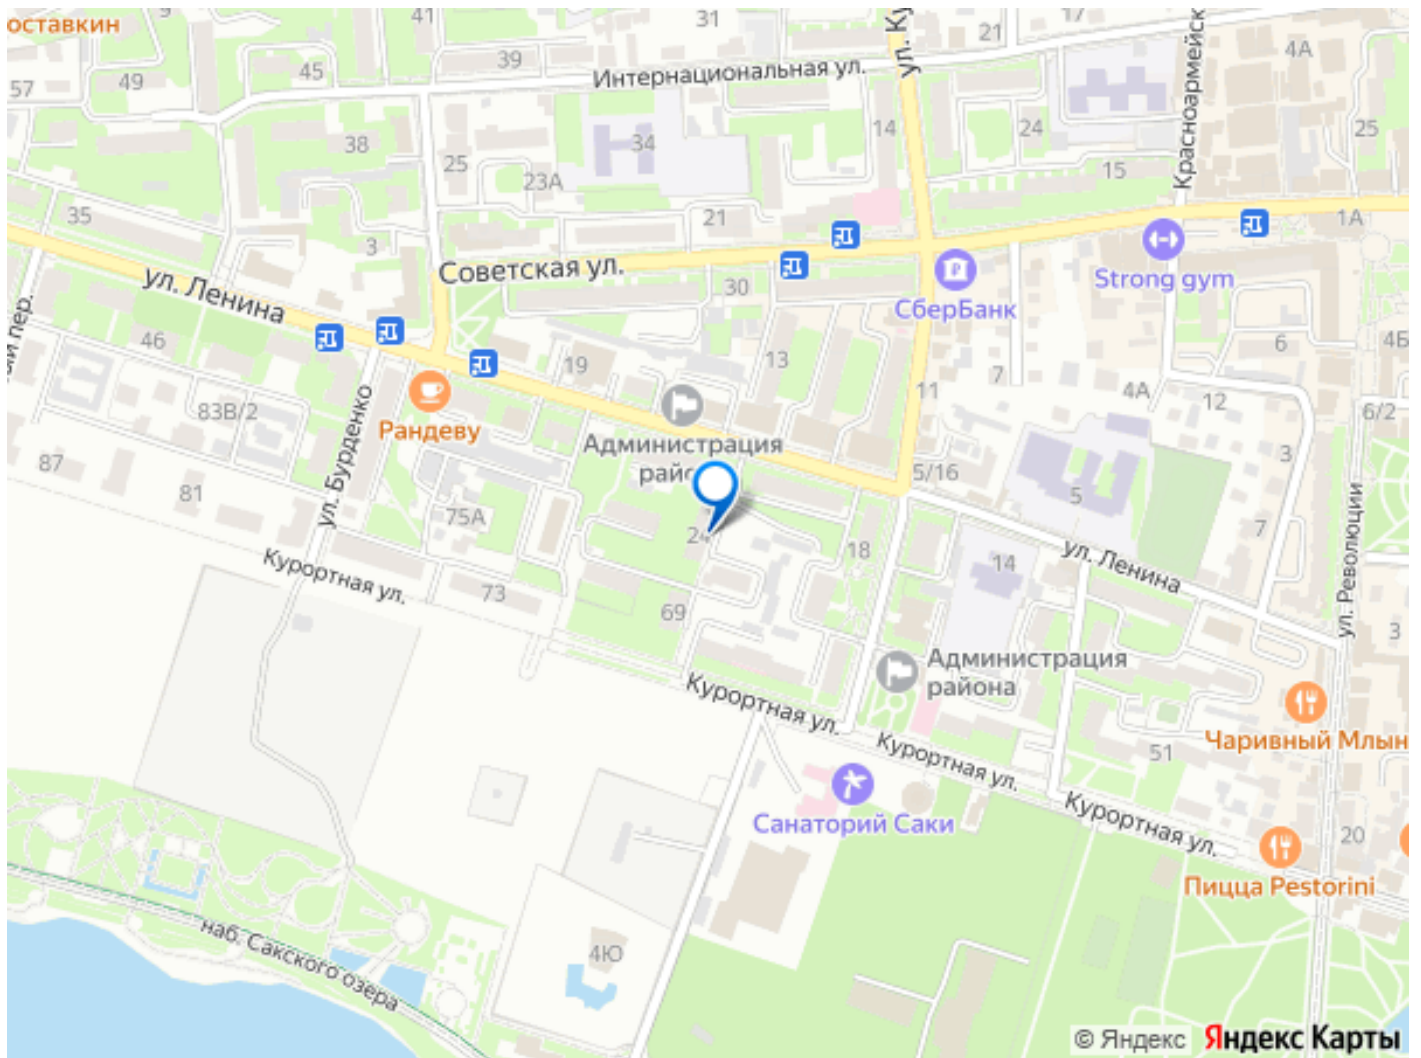 оставкин
41
31
17
ул. Ку
21
4А
39
Интернациональная ул.
45
49
57
Красноармейск
14
24
25
38
34
25
15
23А
35
21
1А
3
Советская ул.
ул. Ленина
30
Strong gym
СберБанк
46
6
4Б
13
19
7
11
4А
12
83В/2
6/2
Рандеву
ул. Бурденко
Администрация
87
5/16
3
81
5
75А
7
18
ул. Ленина
14
ул. Революции
Курортная ул.
73
69
3
Администрация
района
Курортная ул.
Курортная ул.
Чаривный Млын
51
Курортная ул.
Санаторий Саки
20
Пицца Pestorini
наб. Сакского озера
4Ю
© Яндекс Яндекс Карты